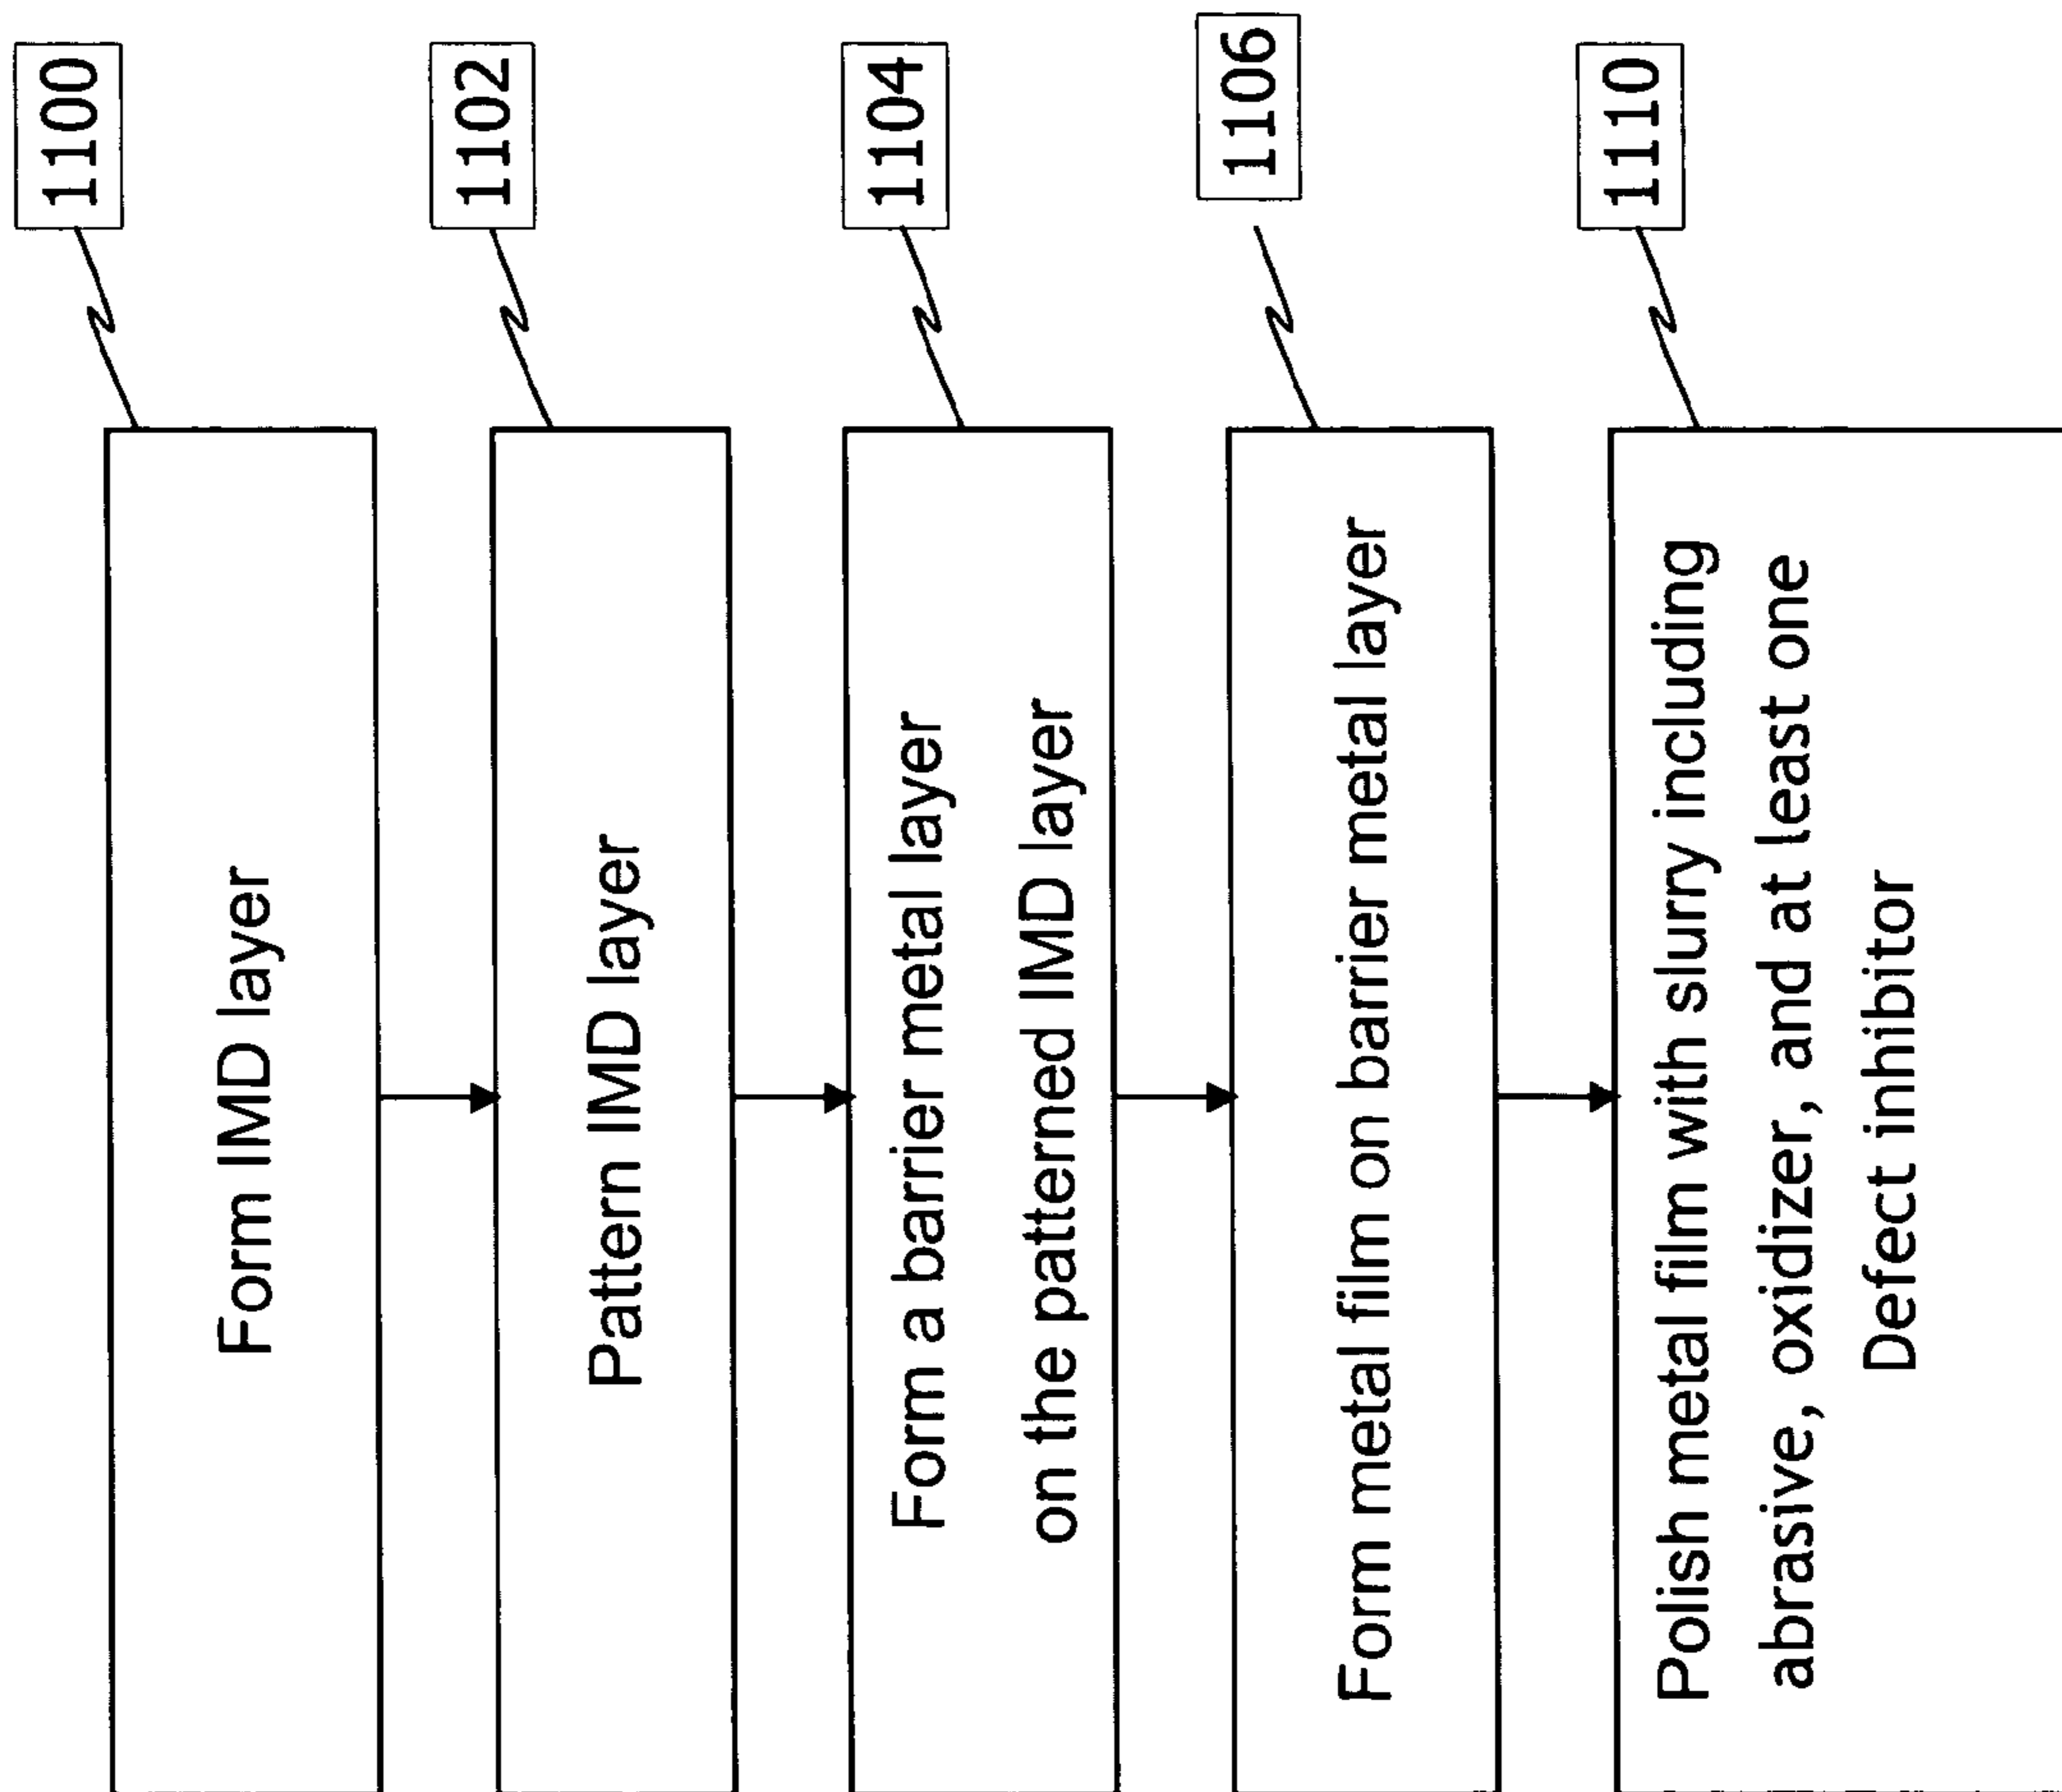 1100
Form IMD layer
1102
Pattern IMD layer
1104
Form a barrier metal layer
on the patterned IMD layer
1106
Form metal film on barrier metal layer
1110
Polish metal film with slurry including
abrasive, oxidizer, and at least one
Defect inhibitor